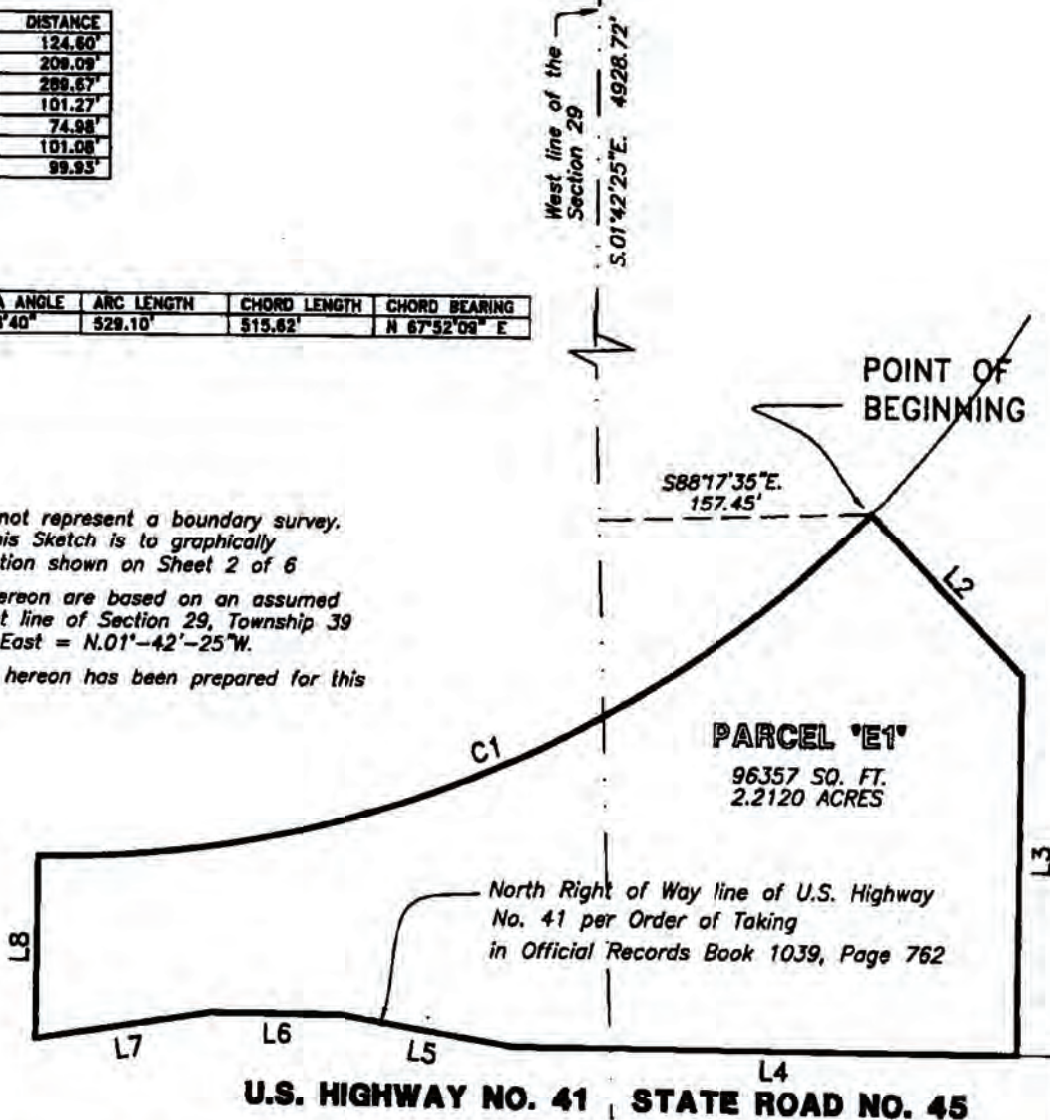 DISTANCE
124.60'
209.09'
289.67'
101.27'
74.98'
101.08'
99.93'
West line of the
Section 29
S.01°42'25"E. 4928.72'
ANGLE | ARC LENGTH | CHORD LENGTH | CHORD BEARING
'40" | 529.10' | 515.62' | N 67°52'09" E
POINT OF
BEGINNING
S88°17'35"E.
157.45'
not represent a boundary survey.
his Sketch is to graphically
tion shown on Sheet 2 of 6
ereon are based on an assumed
t line of Section 29, Township 39
East = N.01°-42'-25"W.
hereon has been prepared for this
L2
C1
PARCEL "E1"
96357 SQ. FT.
2.2120 ACRES
L3
North Right of Way line of U.S. Highway
No. 41 per Order of Taking
in Official Records Book 1039, Page 762
L8
L7
L6
L5
L4
U.S. HIGHWAY NO. 41 STATE ROAD NO. 45